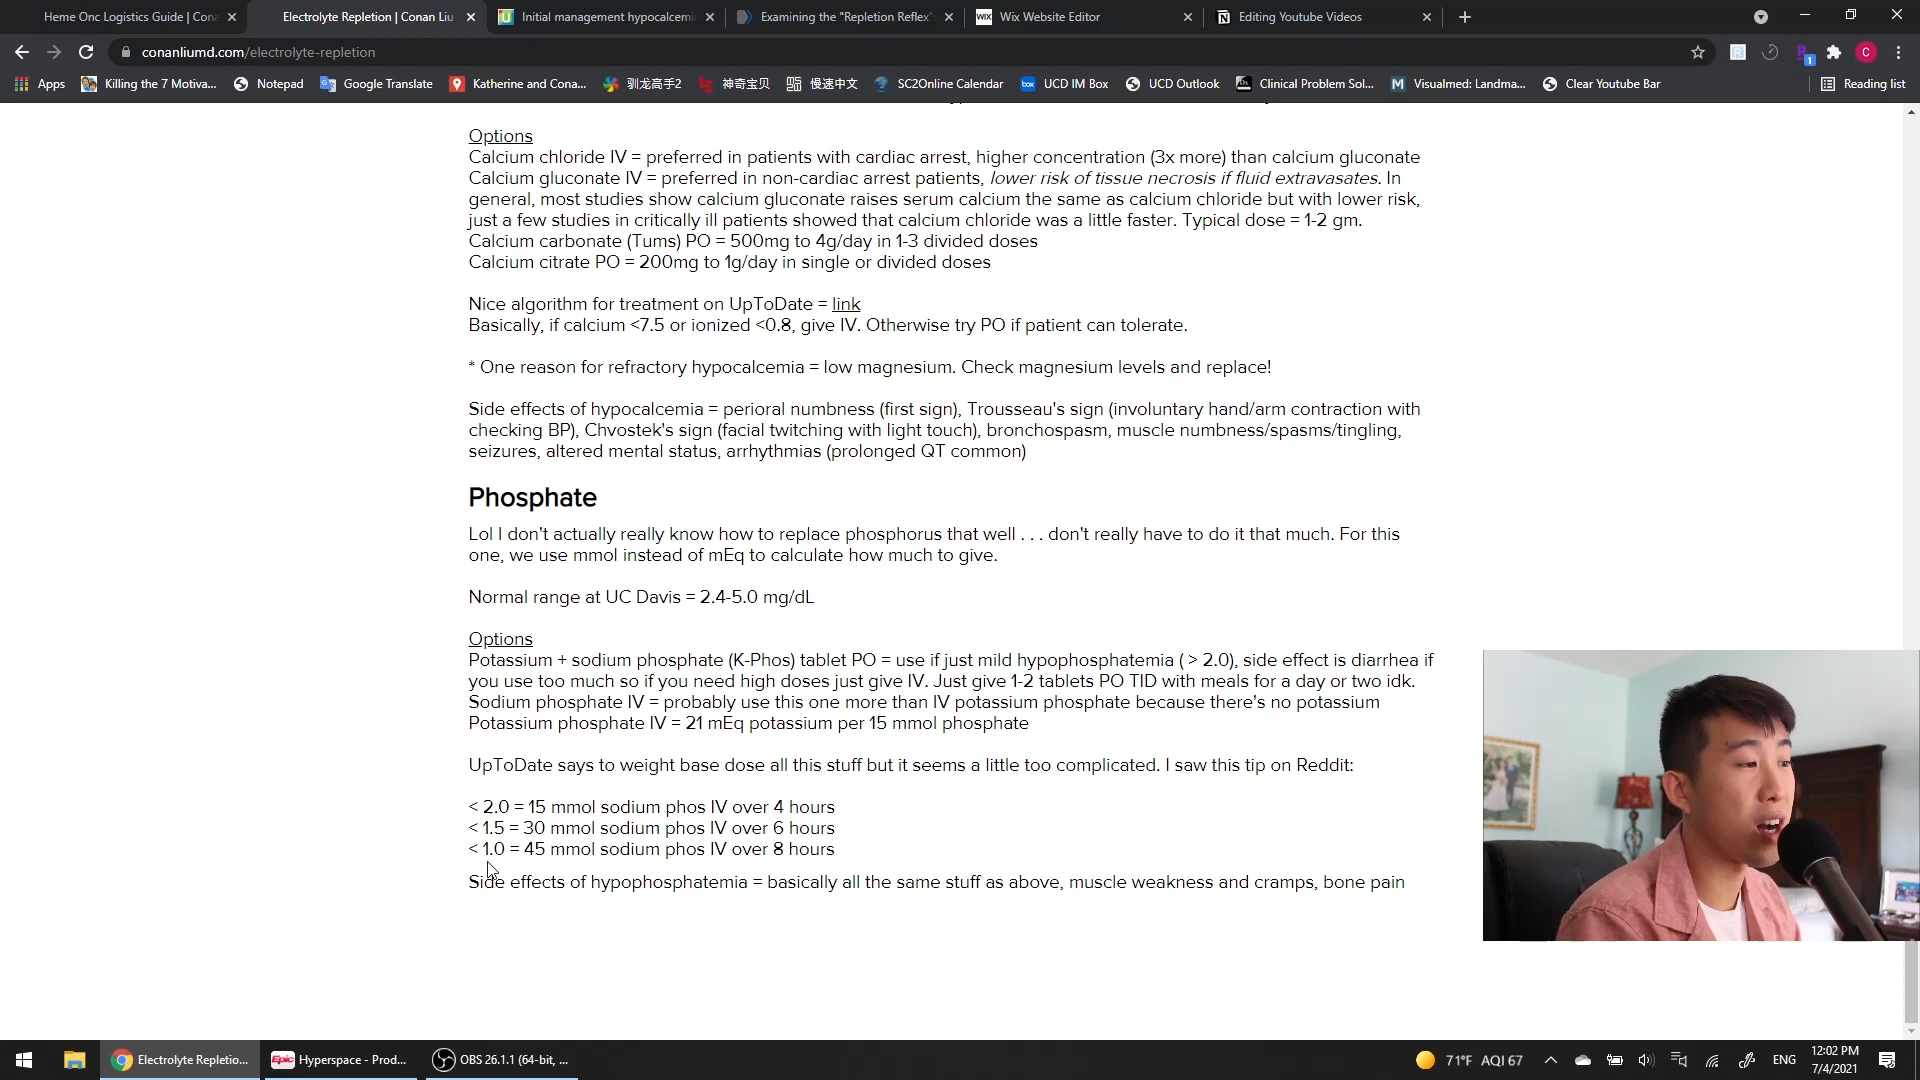 Heme Onc Logistics Guide | Cona
Electrolyte Repletion | Conan Liu
Initial management hypocalcemi
Examining the "Repletion Reflex"
WIX
Wix Website Editor
Editing Youtube Videos
conanliumd.com/electrolyte-repletion
C
1
Apps
Killing the 7 Motiva...
Notepad
Google Translate
Katherine and Cona...
驯龙高手2
神奇宝贝
慢速中文
SC2Online Calendar
box
UCD IM Box
UCD Outlook
Clinical Problem Sol...
M
Visualmed: Landma...
Clear Youtube Bar
Reading list
Options
Calcium chloride IV = preferred in patients with cardiac arrest, higher concentration (3x more) than calcium gluconate
Calcium gluconate IV = preferred in non-cardiac arrest patients, lower risk of tissue necrosis if fluid extravasates. In
general, most studies show calcium gluconate raises serum calcium the same as calcium chloride but with lower risk,
just a few studies in critically ill patients showed that calcium chloride was a little faster. Typical dose = 1-2 gm.
Calcium carbonate (Tums) PO = 500mg to 4g/day in 1-3 divided doses
Calcium citrate PO = 200mg to 1g/day in single or divided doses
Nice algorithm for treatment on UpToDate = link
Basically, if calcium <7.5 or ionized <0.8, give IV. Otherwise try PO if patient can tolerate.
* One reason for refractory hypocalcemia = low magnesium. Check magnesium levels and replace!
Side effects of hypocalcemia = perioral numbness (first sign), Trousseau's sign (involuntary hand/arm contraction with
checking BP), Chvostek's sign (facial twitching with light touch), bronchospasm, muscle numbness/spasms/tingling,
seizures, altered mental status, arrhythmias (prolonged QT common)
Phosphate
Lol I don't actually really know how to replace phosphorus that well . . . don't really have to do it that much. For this
one, we use mmol instead of mEq to calculate how much to give.
Normal range at UC Davis = 2.4-5.0 mg/dL
Options
Potassium + sodium phosphate (K-Phos) tablet PO = use if just mild hypophosphatemia ( > 2.0), side effect is diarrhea if
you use too much so if you need high doses just give IV. Just give 1-2 tablets PO TID with meals for a day or two idk.
Sodium phosphate IV = probably use this one more than IV potassium phosphate because there's no potassium
Potassium phosphate IV = 21 mEq potassium per 15 mmol phosphate
UpToDate says to weight base dose all this stuff but it seems a little too complicated. I saw this tip on Reddit:
< 2.0 = 15 mmol sodium phos IV over 4 hours
< 1.5 = 30 mmol sodium phos IV over 6 hours
< 1.0 = 45 mmol sodium phos IV over 8 hours
Side effects of hypophosphatemia = basically all the same stuff as above, muscle weakness and cramps, bone pain
Electrolyte Repletio...
Epic
Hyperspace - Prod...
OBS 26.1.1 (64-bit, ...
71°F AQI 67
ENG
12:02 PM
7/4/2021